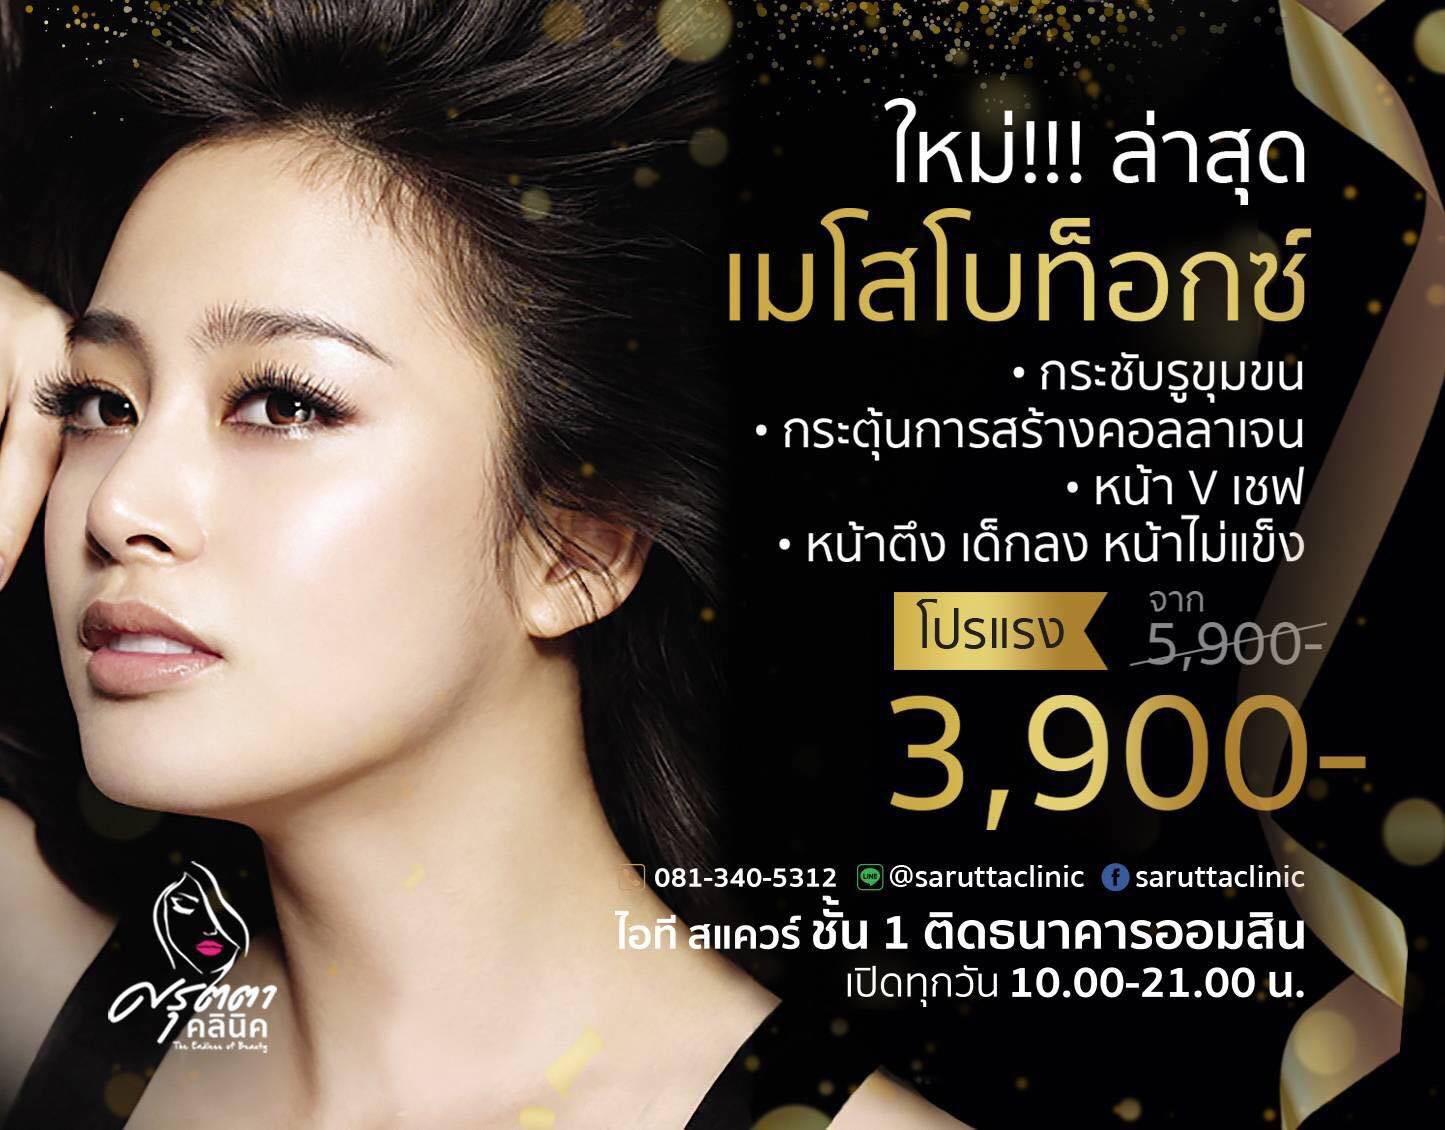 ใหม่!!! ล่าสุด
เมโสโบท็อกซ์
• กระชับรูขุมขน
• กระตุ้นการสร้างคอลลาเจน
• หน้า V เชฟ
• หน้าตึง เด็กลง หน้าไม่แข็ง
โปรแรง
จาก
5,900-
3,900-
081-340-5312 LINE @saruttaclinic f saruttaclinic
ไอที สแควร์ ชั้น 1 ติดธนาคารออมสิน
เปิดทุกวัน 10.00-21.00 น.
ศรุตตา
คลินิค
The Endless of Beauty